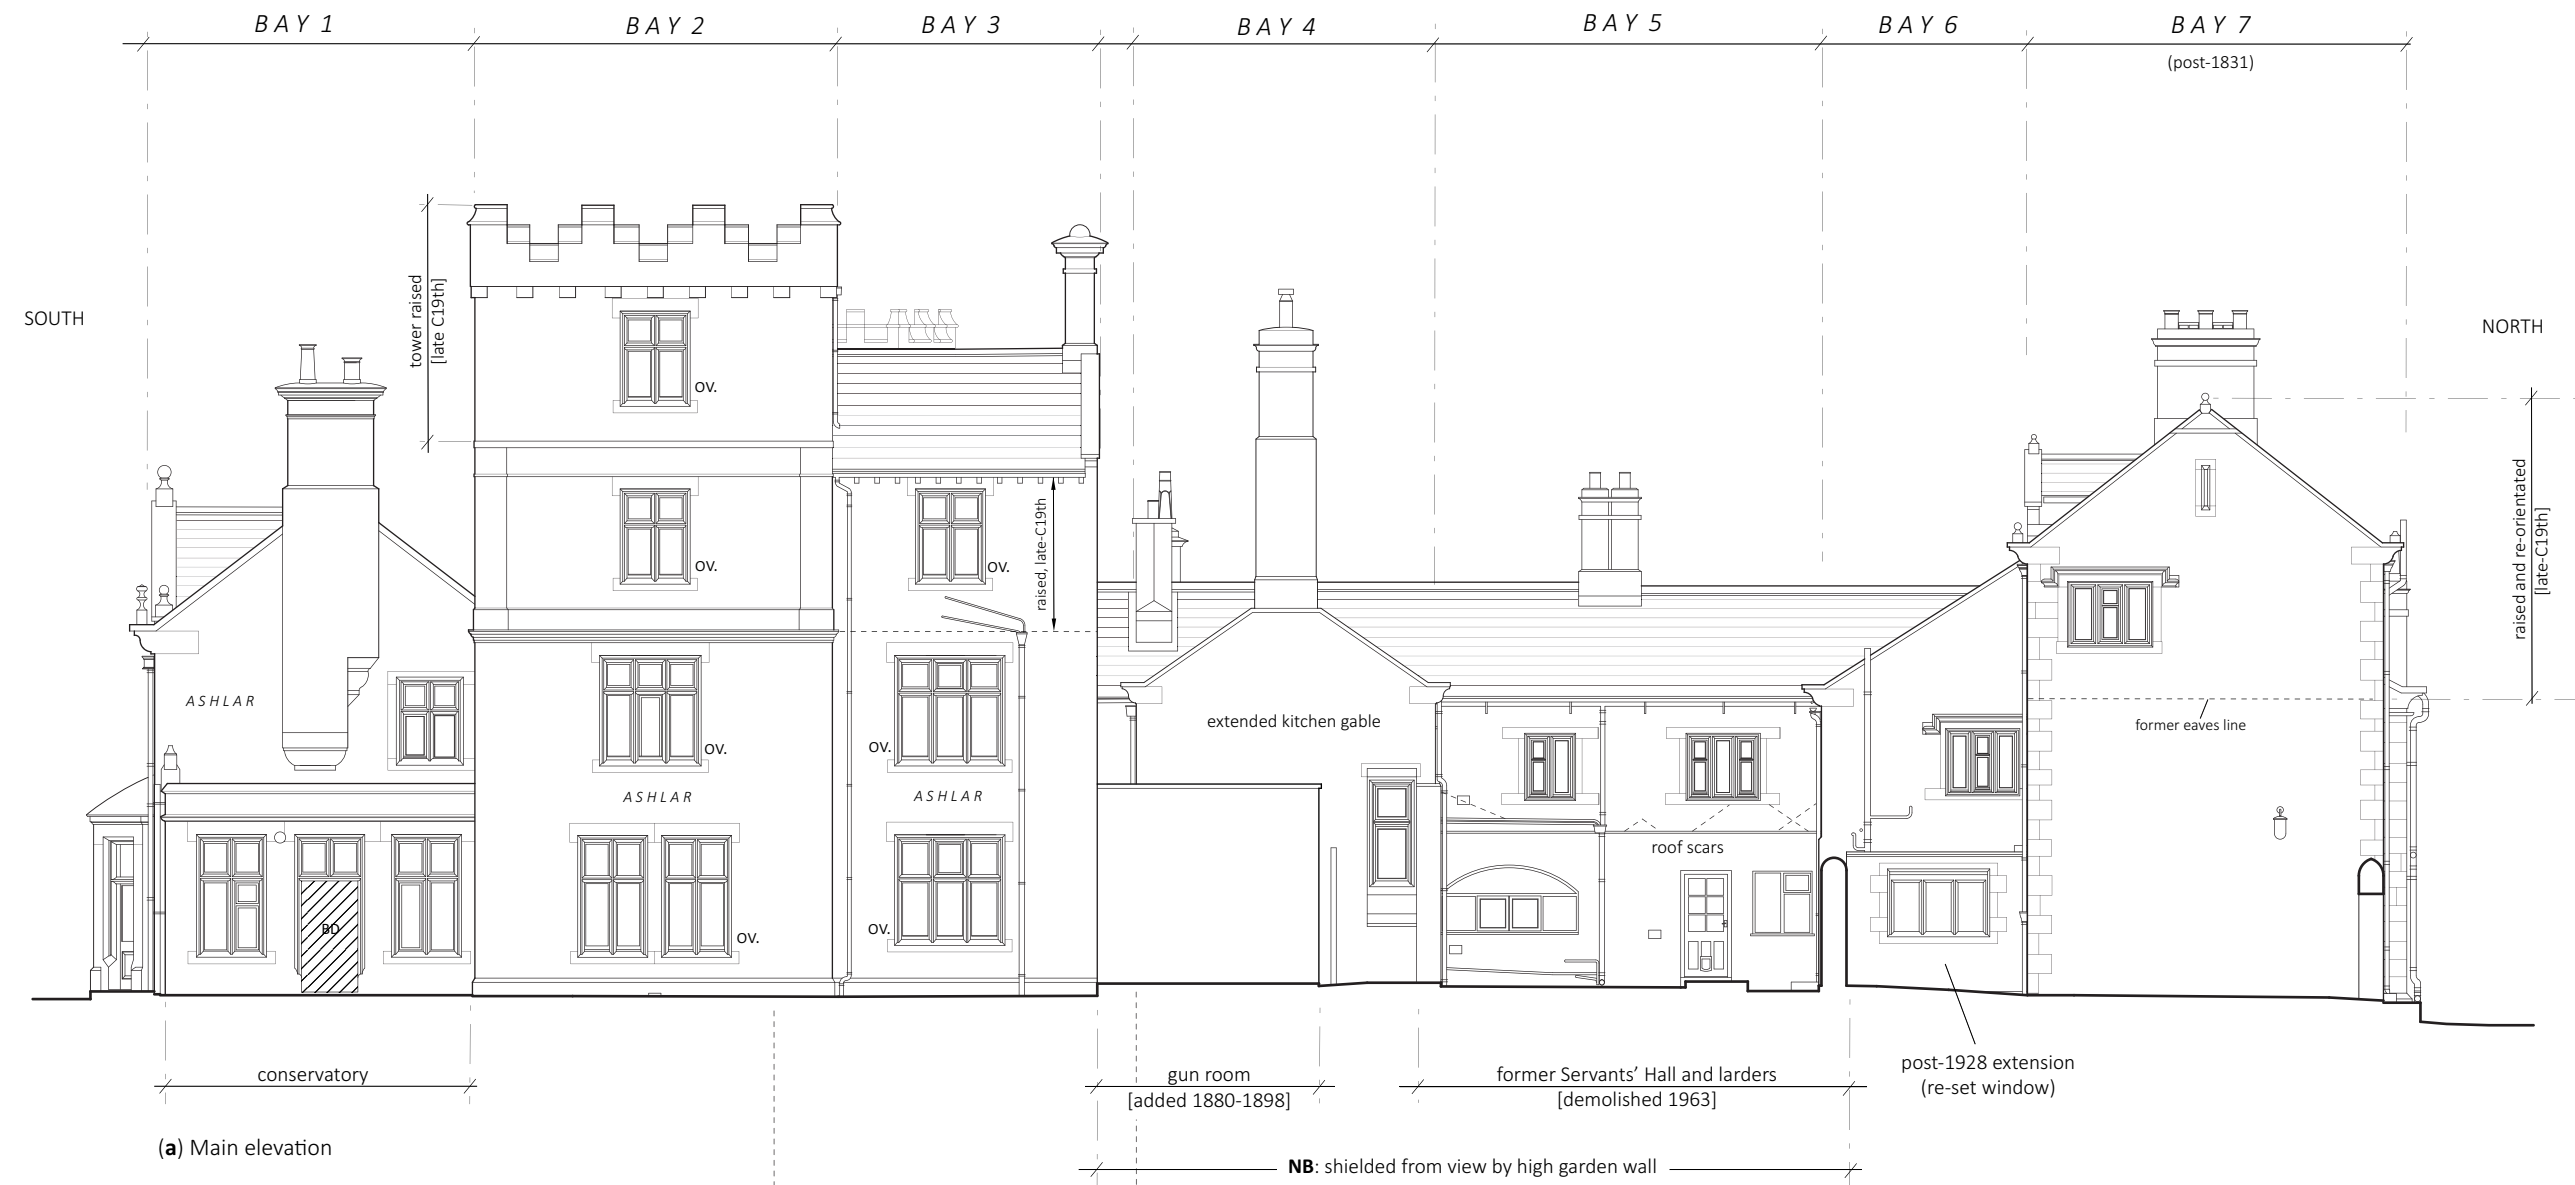 BAY 1
BAY 2
BAY 3
BAY 4
BAY 5
BAY 6
BAY 7
(post-1831)
SOUTH
NORTH
tower raised
[late C19th]
OV.
OV.
OV.
raised, late-C19th
raised and re-orientated
[late-C19th]
ASHLAR
extended kitchen gable
former eaves line
OV.
OV.
ASHLAR
ASHLAR
roof scars
BD
OV.
OV.
conservatory
gun room
[added 1880-1898]
former Servants’ Hall and larders
[demolished 1963]
post-1928 extension
(re-set window)
(a) Main elevation
NB: shielded from view by high garden wall